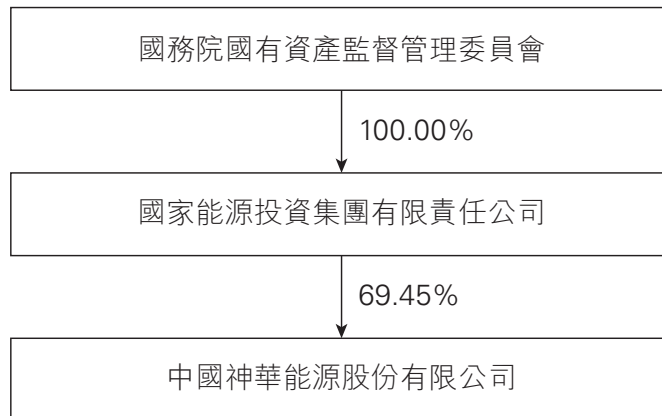 國務院國有資產監督管理委員會
100.00%
國家能源投資集團有限責任公司
69.45%
中國神華能源股份有限公司